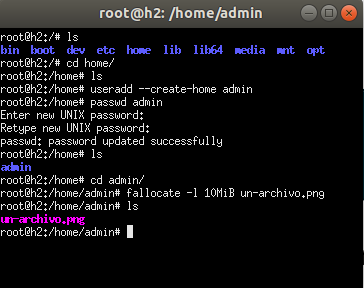 root@h2: /home/admin
root@h2:/# ls
bin boot dev etc home lib lib64 media mnt opt
root@h2:/# cd home/
root@h2:/home# ls
root@h2:/home# useradd --create-home admin
root@h2:/home# passwd admin
Enter new UNIX password:
Retype new UNIX password:
passwd: password updated successfully
root@h2:/home# ls
admin
root@h2:/home# cd admin/
root@h2:/home/admin# fallocate -l 10MiB un-archivo.png
root@h2:/home/admin# ls
un-archivo.png
root@h2:/home/admin#